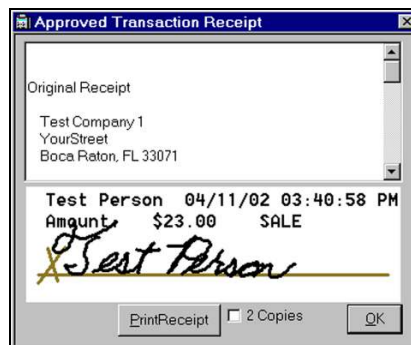 Approved Transaction Receipt
Original Receipt
Test Company 1
YourStreet
Boca Raton, FL 33071
Test Person 04/11/02 03:40:58 PM
Amount $23.00 SALE
X Test Person
PrintReceipt 2 Copies OK